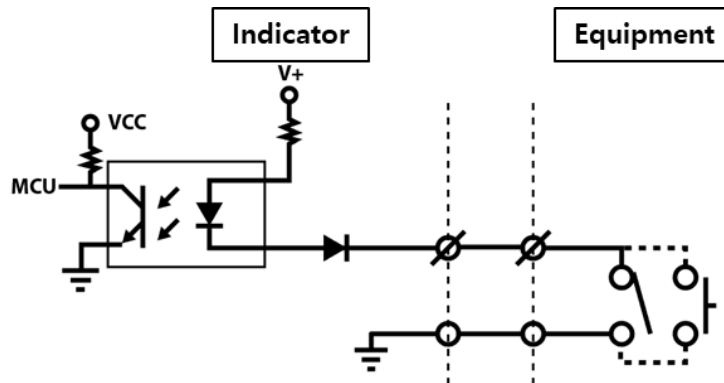 Indicator
Equipment
V+
VCC
MCU